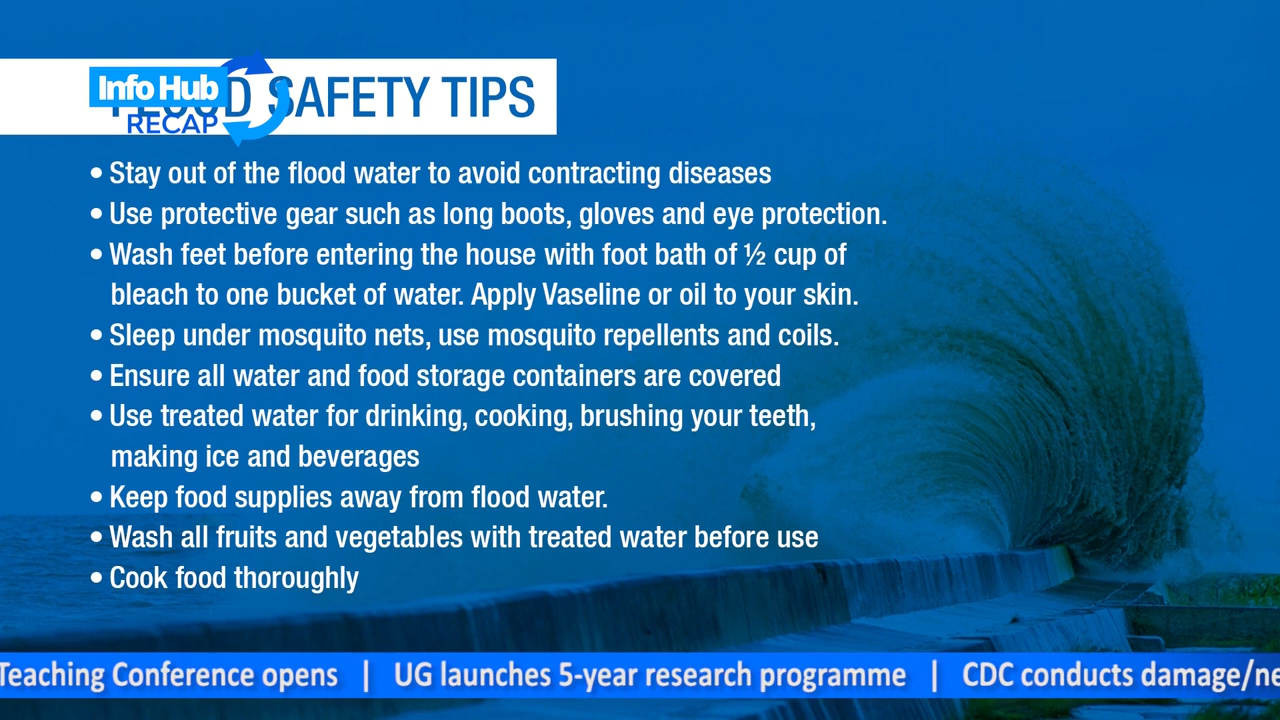 Info Hub
RECAP
FLOOD SAFETY TIPS
• Stay out of the flood water to avoid contracting diseases
• Use protective gear such as long boots, gloves and eye protection.
• Wash feet before entering the house with foot bath of ½ cup of
bleach to one bucket of water. Apply Vaseline or oil to your skin.
• Sleep under mosquito nets, use mosquito repellents and coils.
• Ensure all water and food storage containers are covered
• Use treated water for drinking, cooking, brushing your teeth,
making ice and beverages
• Keep food supplies away from flood water.
• Wash all fruits and vegetables with treated water before use
• Cook food thoroughly
Teaching Conference opens | UG launches 5-year research programme | CDC conducts damage/ne